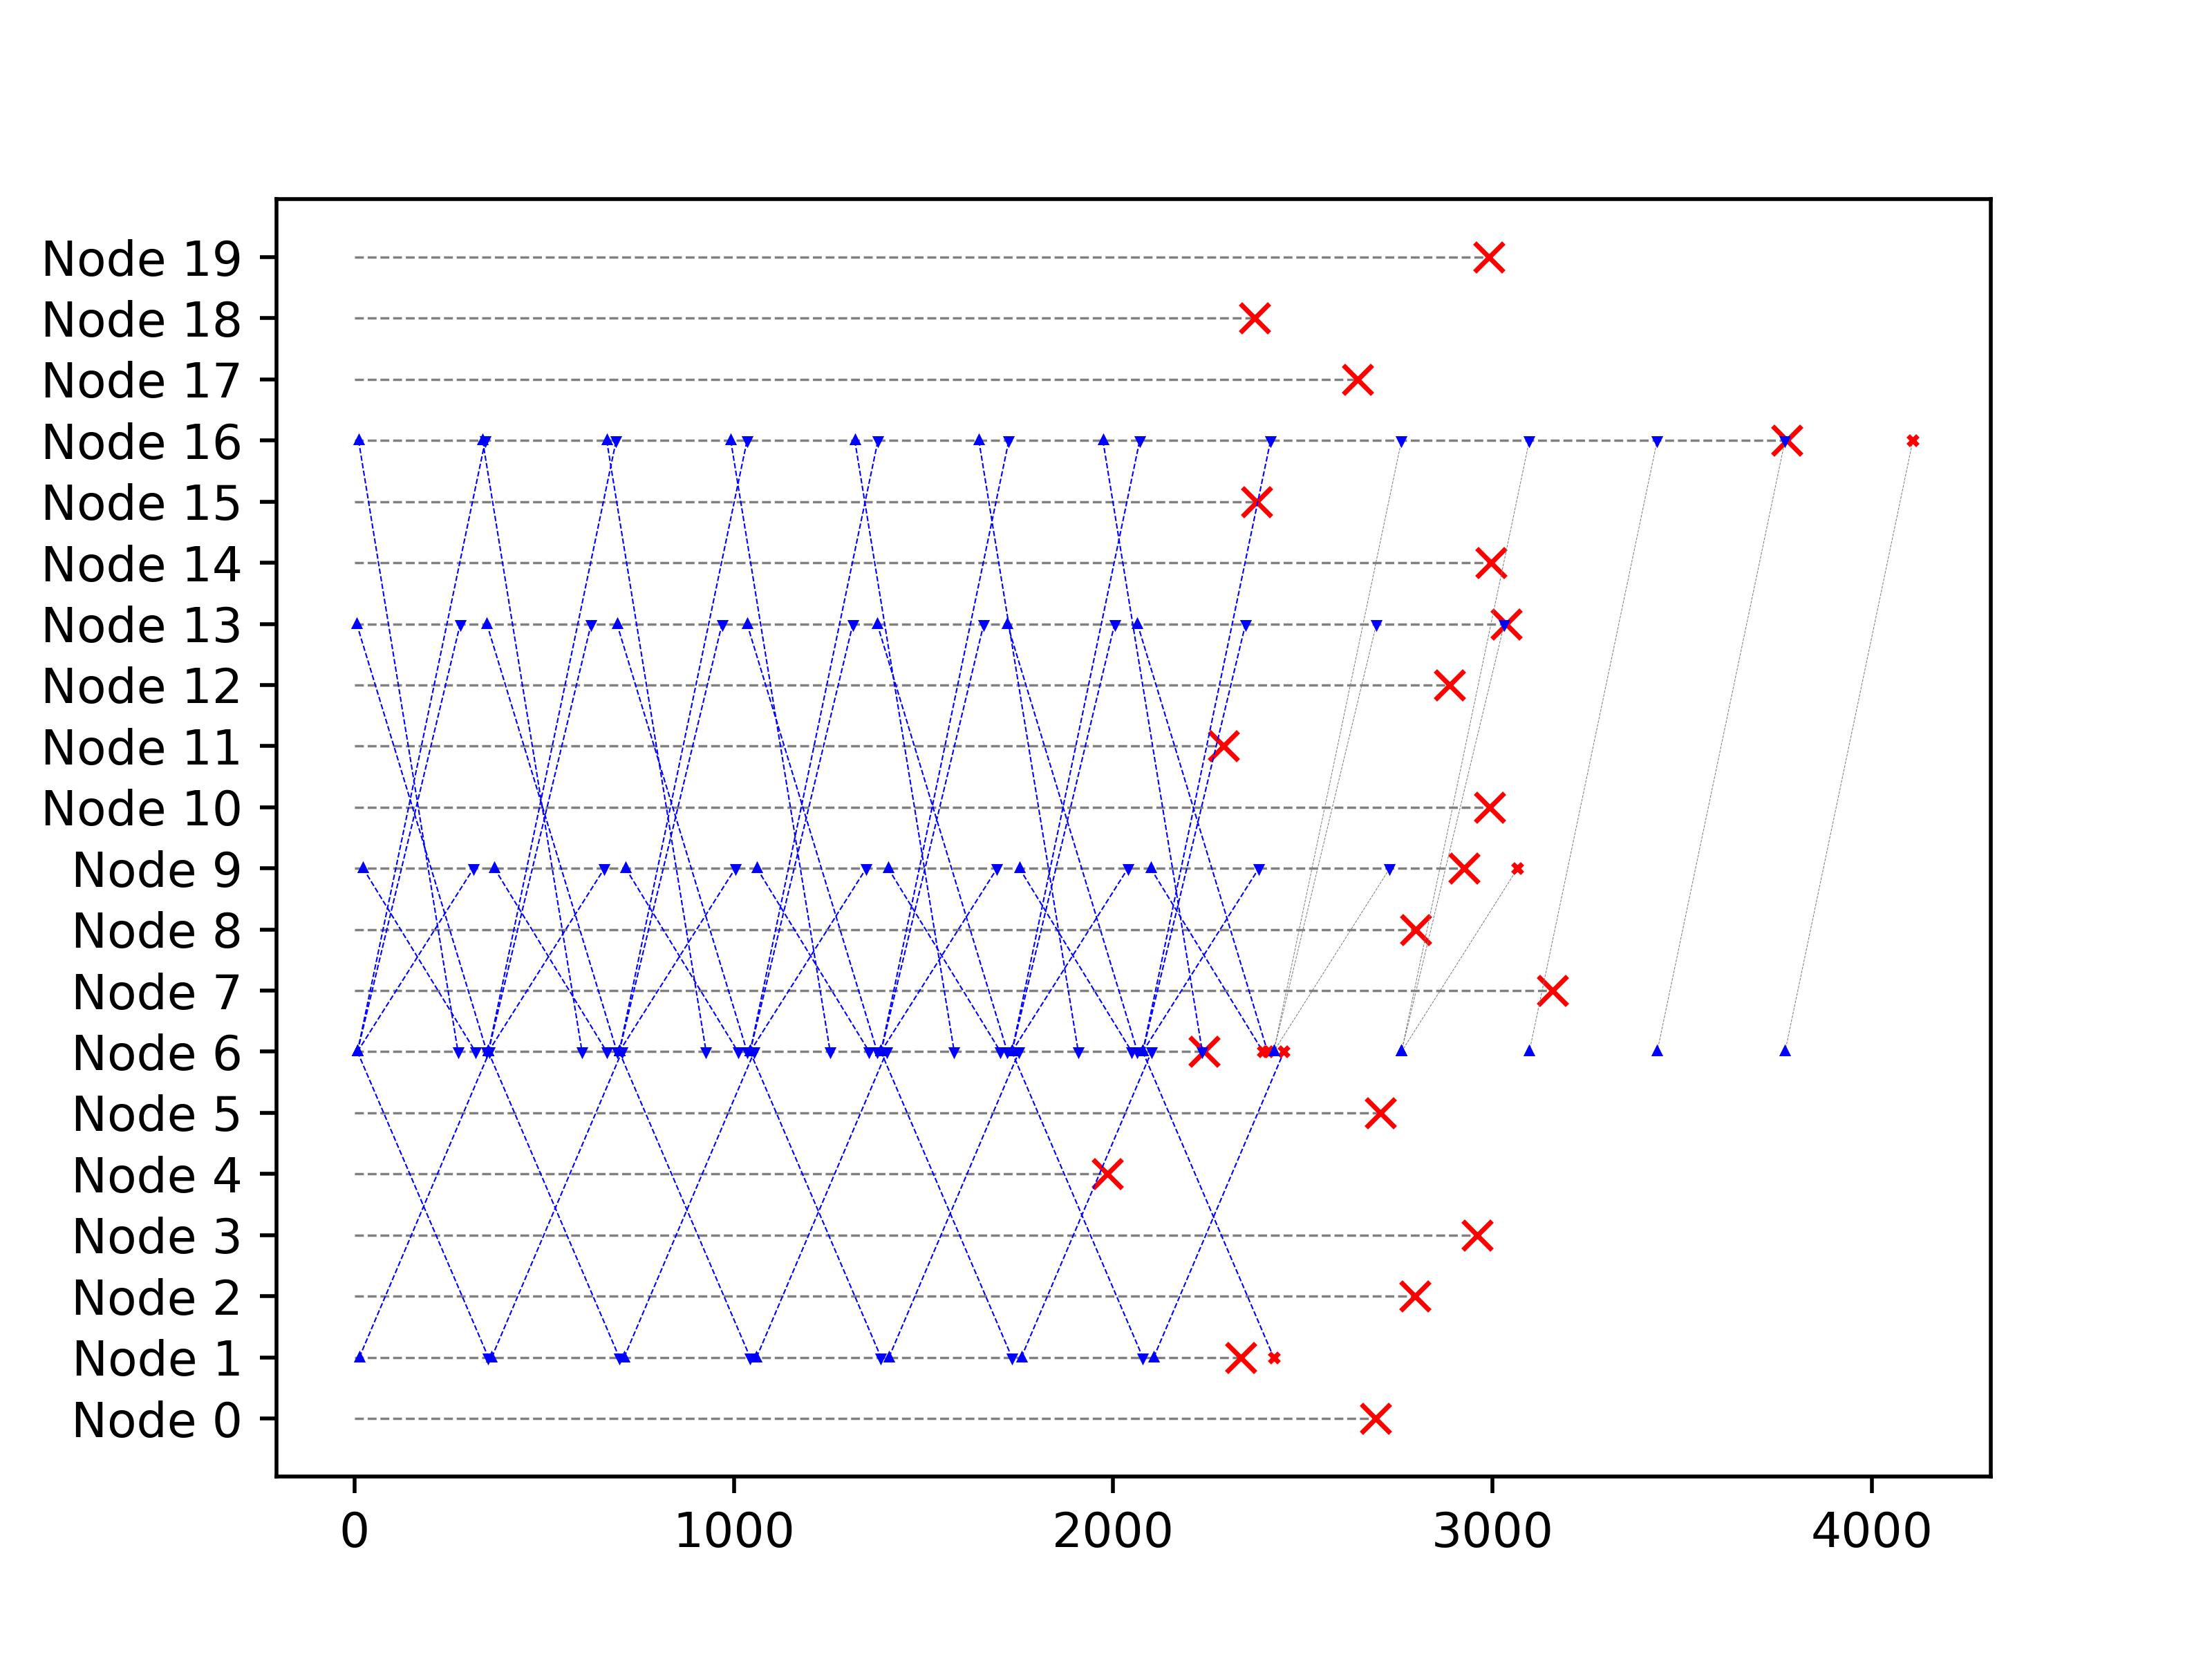 Node 19
Node 18
Node 17
Node 16
Node 15
Node 14
Node 13
Node 12
Node 11
Node 10
Node 9
Node 8
Node 7
Node 6
Node 5
Node 4
Node 3
Node 2
Node 1
Node 0
0 1000 2000 3000 4000